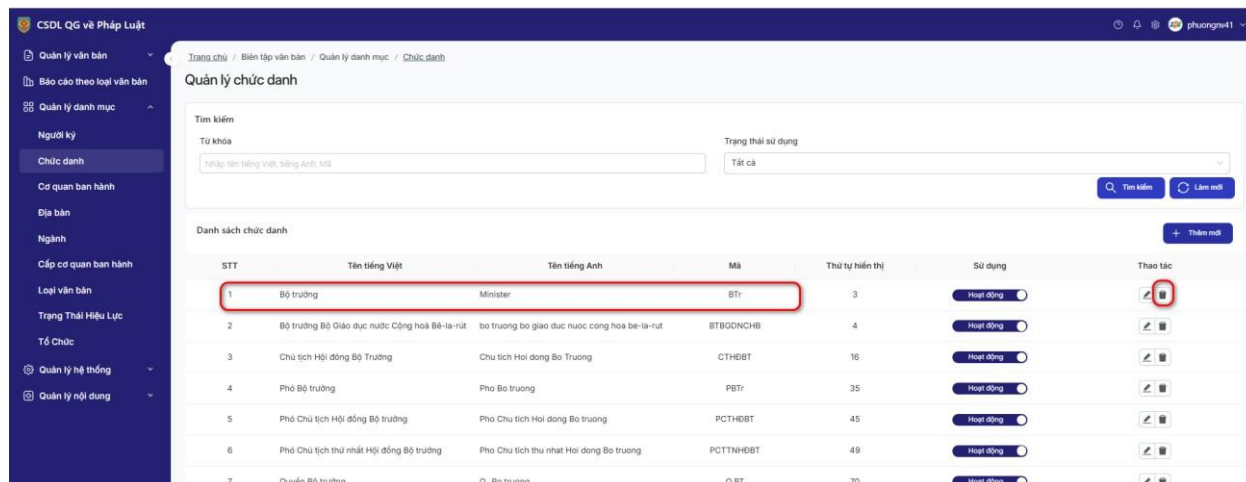 CSDL QG về Pháp Luật
phuongnv41
Quản lý văn bản
Báo cáo theo loại văn bản
Quản lý danh mục
Người ký
Chức danh
Cơ quan ban hành
Địa bàn
Ngành
Cấp cơ quan ban hành
Loại văn bản
Trạng Thái Hiệu Lực
Tổ Chức
Quản lý hệ thống
Quản lý nội dung
Trang chủ / Biên tập văn bản / Quản lý danh mục / Chức danh
Quản lý chức danh
Tìm kiếm
Từ khóa
Nhập tên tiếng Việt, tiếng Anh, Mã
Trạng thái sử dụng
Tất cả
Tìm kiếm
Làm mới
Danh sách chức danh
Thêm mới
STT Tên tiếng Việt Tên tiếng Anh Mã Thứ tự hiển thị Sử dụng Thao tác
1 Bộ trưởng Minister BTr 3 Hoạt động
2 Bộ trưởng Bộ Giáo dục nước Cộng hoà Bê-la-rút bo truong bo giao duc nuoc cong hoa be-la-rut BTBGDNCHB 4 Hoạt động
3 Chủ tịch Hội đồng Bộ Trưởng Chu tich Hoi dong Bo Truong CTHĐBT 16 Hoạt động
4 Phó Bộ trưởng Pho Bo truong PBTr 35 Hoạt động
5 Phó Chủ tịch Hội đồng Bộ trưởng Pho Chu tich Hoi dong Bo truong PCTHĐBT 45 Hoạt động
6 Phó Chủ tịch thứ nhất Hội đồng Bộ trưởng Pho Chu tich thu nhat Hoi dong Bo truong PCTTNHĐBT 49 Hoạt động
7 Quyền Bộ trưởng Q. Bo truong Q.BT 70 Hoạt động